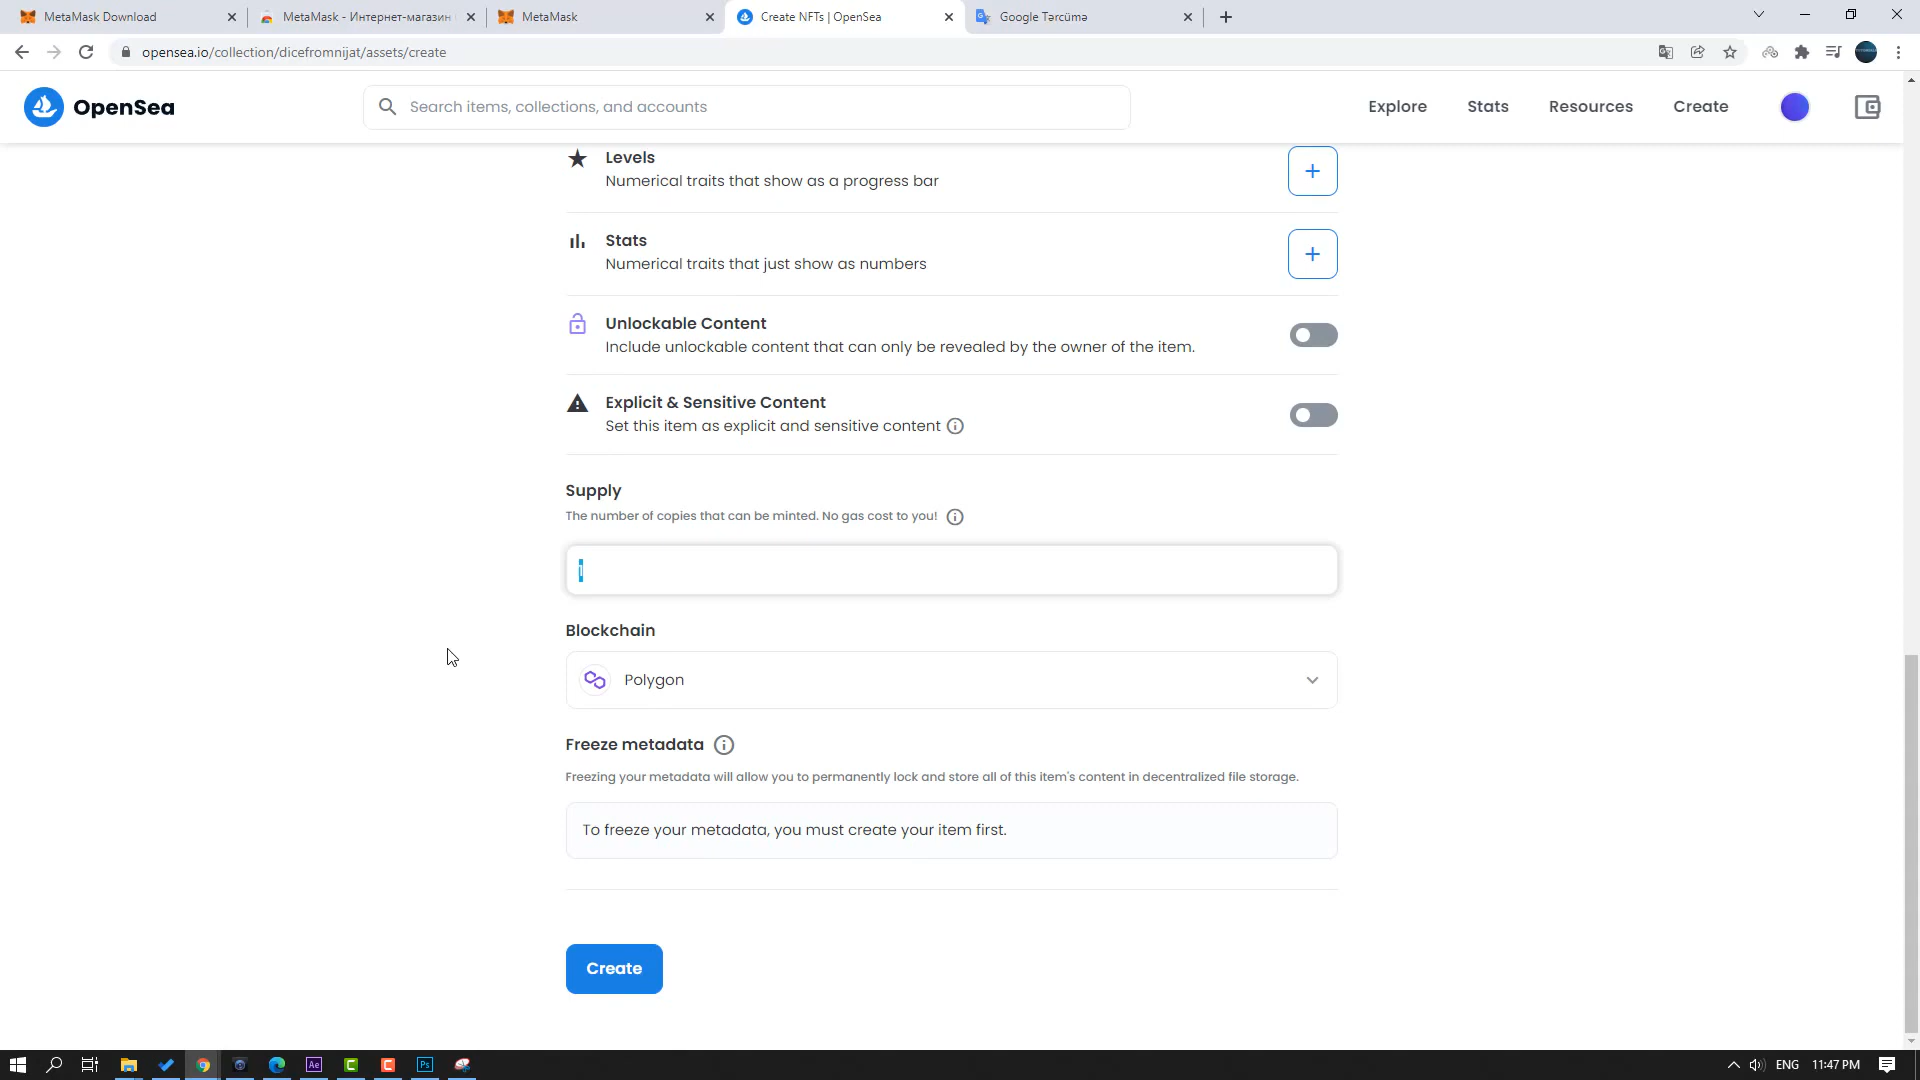 MetaMask Download
MetaMask - Интернет-магазин
MetaMask
Create NFTs | OpenSea
Google Tərcümə
opensea.io/collection/dicefromnijat/assets/create
OpenSea
Search items, collections, and accounts
Explore
Stats
Resources
Create
Levels
Numerical traits that show as a progress bar
Stats
Numerical traits that just show as numbers
Unlockable Content
Include unlockable content that can only be revealed by the owner of the item.
Explicit & Sensitive Content
Set this item as explicit and sensitive content
Supply
The number of copies that can be minted. No gas cost to you!
1
Blockchain
Polygon
Freeze metadata
Freezing your metadata will allow you to permanently lock and store all of this item's content in decentralized file storage.
To freeze your metadata, you must create your item first.
Create
Ae
C
C
Ps
ENG
11:47 PM